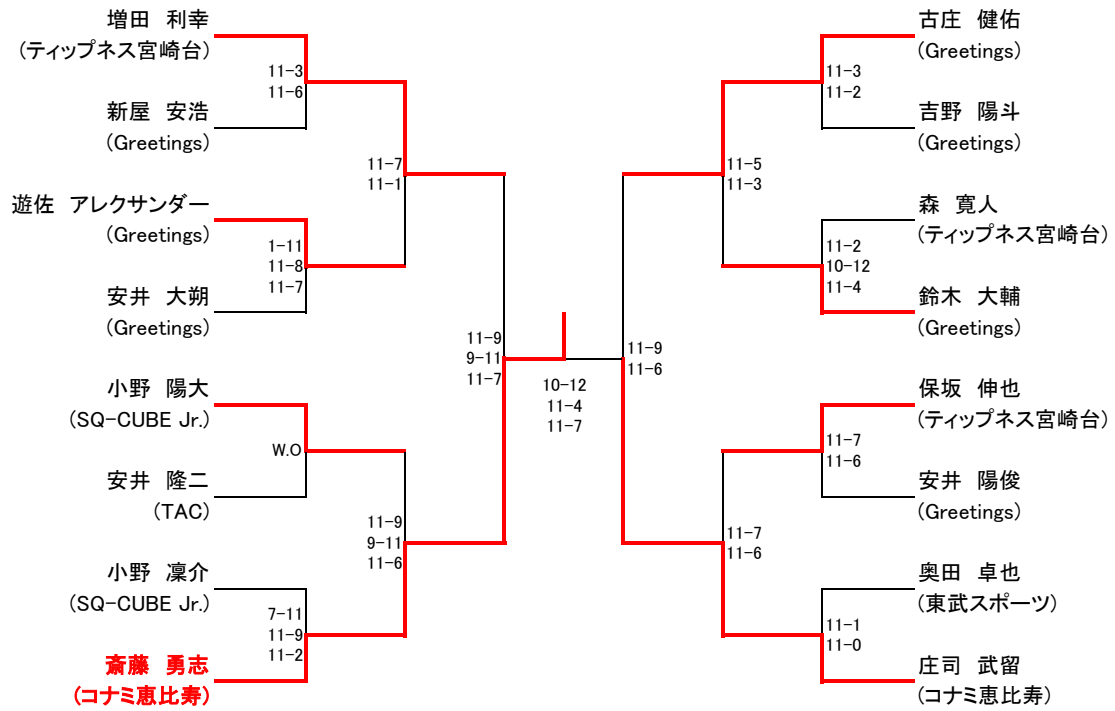 増田 利幸
(ティップネス宮崎台)
11-3
11-6
新屋 安浩
(Greetings)
11-7
11-1
遊佐 アレクサンダー
(Greetings)
1-11
11-8
11-7
安井 大朔
(Greetings)
11-9
9-11
11-7
小野 陽大
(SQ-CUBE Jr.)
W.O
安井 隆二
(TAC)
11-9
9-11
11-6
小野 凜介
(SQ-CUBE Jr.)
7-11
11-9
11-2
斎藤 勇志
(コナミ恵比寿)
10-12
11-4
11-7
古庄 健佑
(Greetings)
11-3
11-2
吉野 陽斗
(Greetings)
11-5
11-3
森 寛人
(ティップネス宮崎台)
11-2
10-12
11-4
鈴木 大輔
(Greetings)
11-9
11-6
保坂 伸也
(ティップネス宮崎台)
11-7
11-6
安井 陽俊
(Greetings)
11-7
11-6
奥田 卓也
(東武スポーツ)
11-1
11-0
庄司 武留
(コナミ恵比寿)